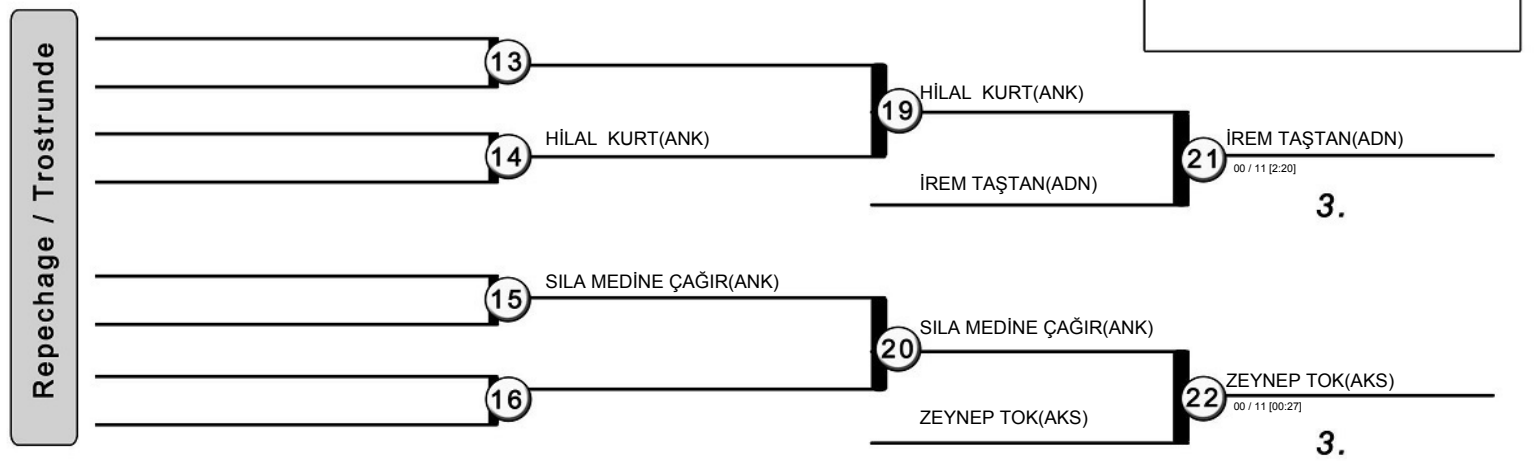 Repechage / Trostrunde
13
HİLAL  KURT(ANK)
19
HİLAL  KURT(ANK)
14
İREM TAŞTAN(ADN)
21
İREM TAŞTAN(ADN)
00 / 11 [2:20]
3.
SILA MEDİNE ÇAĞIR(ANK)
15
SILA MEDİNE ÇAĞIR(ANK)
20
16
ZEYNEP TOK(AKS)
22
ZEYNEP TOK(AKS)
00 / 11 [00:27]
3.